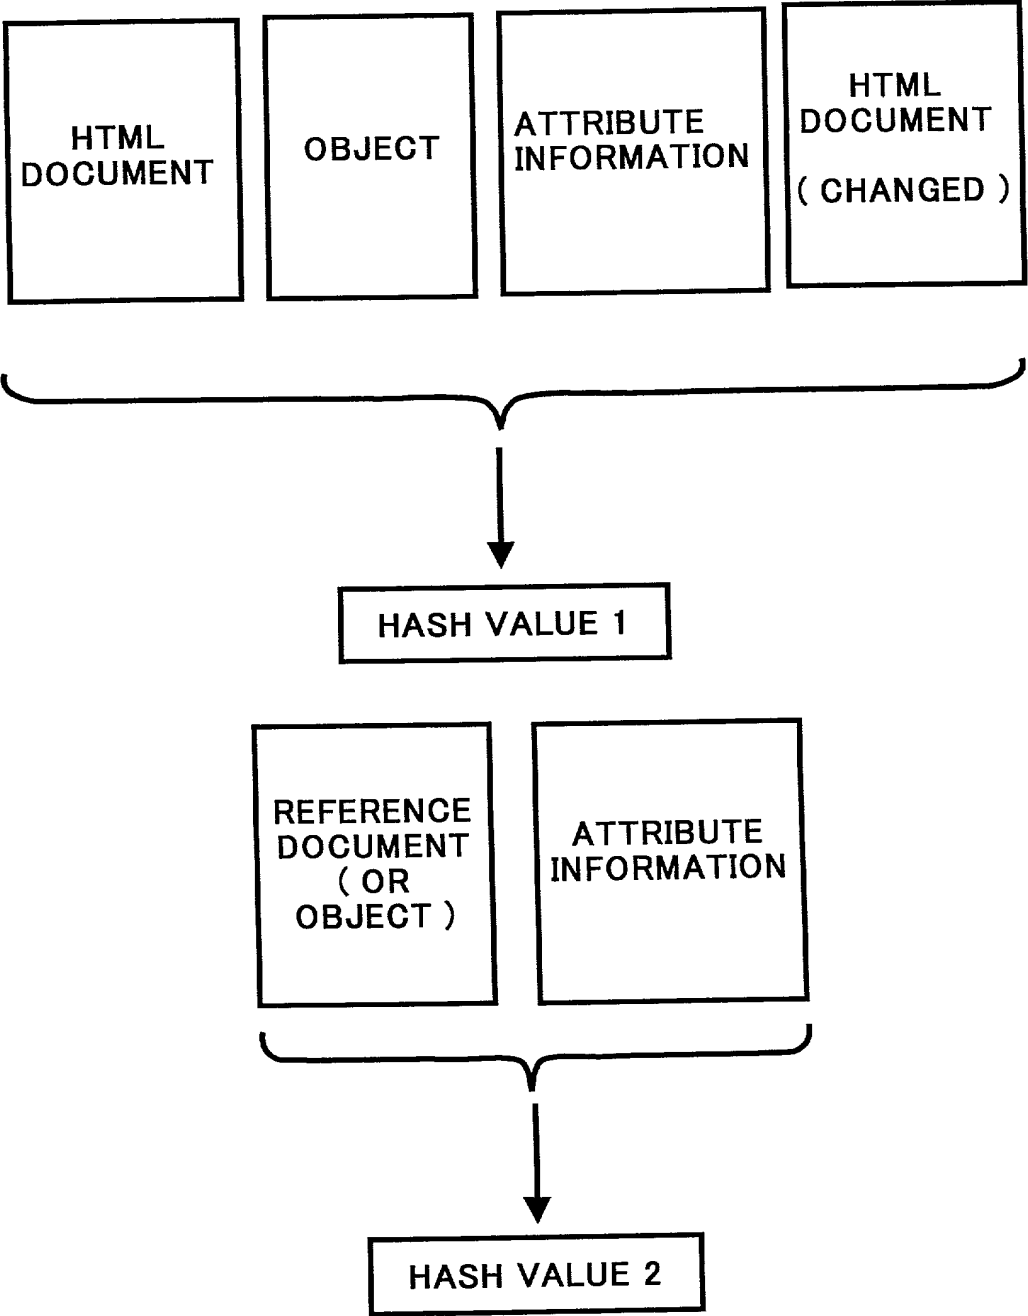 HTML
DOCUMENT
OBJECT
ATTRIBUTE
INFORMATION
HTML
DOCUMENT
( CHANGED )
HASH VALUE 1
REFERENCE
DOCUMENT
( OR
OBJECT )
ATTRIBUTE
INFORMATION
HASH VALUE 2